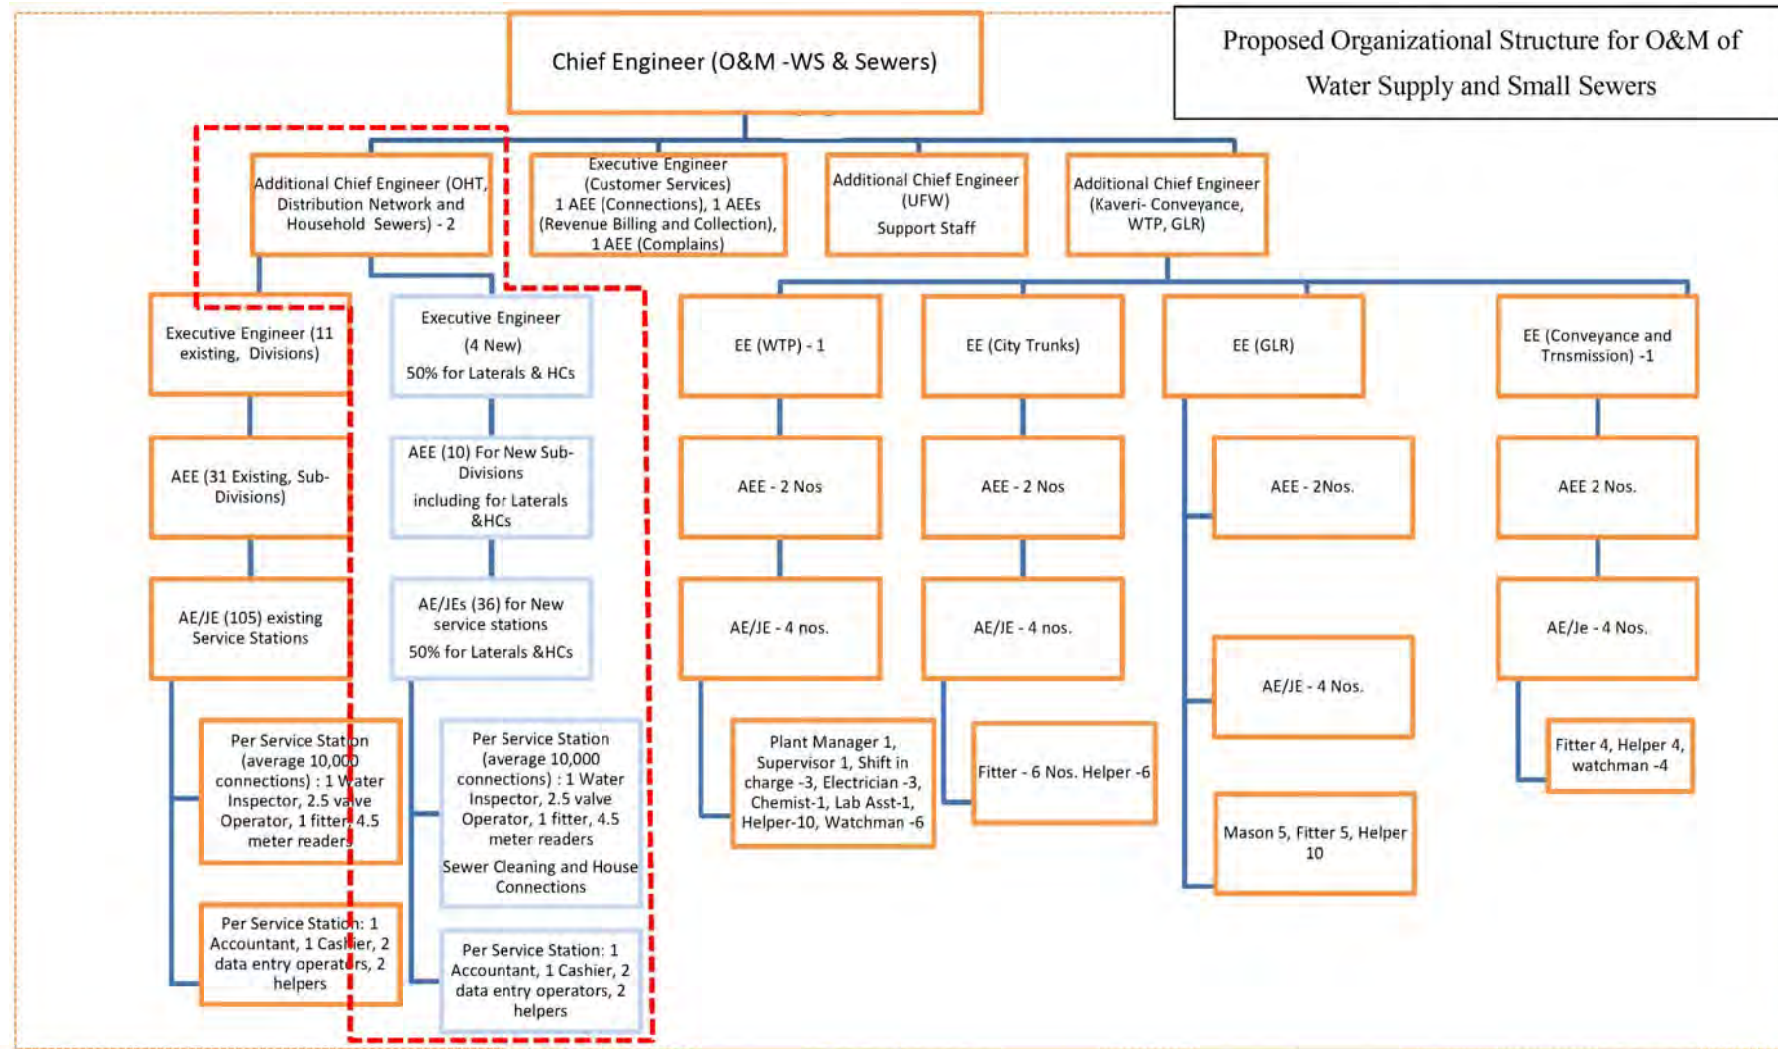 Proposed Organizational Structure for O&M of
Water Supply and Small Sewers
Chief Engineer (O&M -WS & Sewers)
Additional Chief Engineer (OHT,
Distribution Network and
Household Sewers) - 2
Executive Engineer
(Customer Services)
1 AEE (Connections), 1 AEEs
(Revenue Billing and Collection),
1 AEE (Complains)
Additional Chief Engineer
(UFW)
Support Staff
Additional Chief Engineer
(Kaveri- Conveyance,
WTP, GLR)
Executive Engineer (11
existing, Divisions)
Executive Engineer
(4 New)
50% for Laterals & HCs
EE (WTP) - 1
EE (City Trunks)
EE (GLR)
EE (Conveyance and
Trnsmission) -1
AEE (31 Existing, Sub-
Divisions)
AEE (10) For New Sub-
Divisions
including for Laterals
&HCs
AEE - 2 Nos
AEE - 2 Nos
AEE - 2Nos.
AEE 2 Nos.
AE/JE (105) existing
Service Stations
AE/JEs (36) for New
service stations
50% for Laterals &HCs
AE/JE - 4 nos.
AE/JE - 4 nos.
AE/JE - 4 Nos.
AE/Je - 4 Nos.
Per Service Station
(average 10,000
connections) : 1 Water
Inspector, 2.5 valve
Operator, 1 fitter, 4.5
meter readers
Per Service Station
(average 10,000
connections) : 1 Water
Inspector, 2.5 valve
Operator, 1 fitter, 4.5
meter readers
Sewer Cleaning and House
Connections
Plant Manager 1,
Supervisor 1, Shift in
charge -3, Electrician -3,
Chemist-1, Lab Asst-1,
Helper-10, Watchman -6
Fitter - 6 Nos. Helper -6
Mason 5, Fitter 5, Helper
10
Fitter 4, Helper 4,
watchman -4
Per Service Station: 1
Accountant, 1 Cashier, 2
data entry operators, 2
helpers
Per Service Station: 1
Accountant, 1 Cashier, 2
data entry operators, 2
helpers